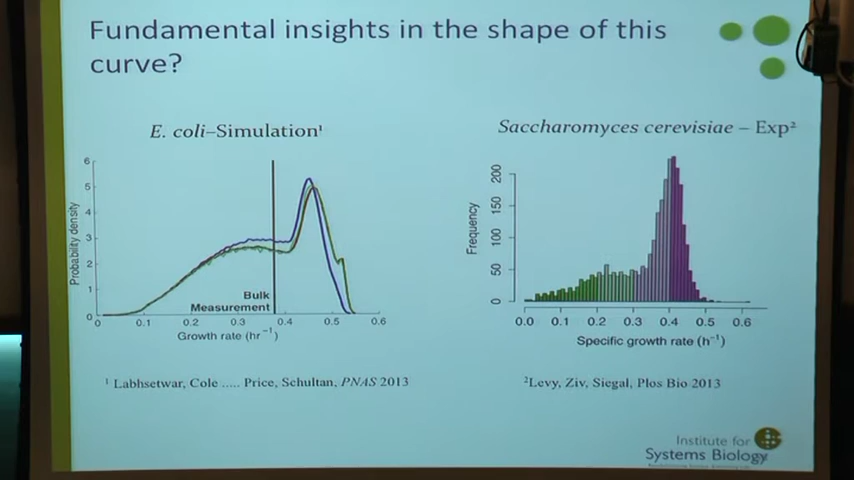 Fundamental insights in the shape of this
curve?
E. coli–Simulation¹
Saccharomyces cerevisiae – Exp²
Probability density
6
5
4
3
2
1
0
Bulk
Measurement
0 0.1 0.2 0.3 0.4 0.5 0.6
Growth rate (hr⁻¹)
Frequency
200
150
100
50
0
0.0 0.1 0.2 0.3 0.4 0.5 0.6
Specific growth rate (h⁻¹)
¹ Labhsetwar, Cole ..... Price, Schultan, PNAS 2013
²Levy, Ziv, Siegal, Plos Bio 2013
Institute for
Systems Biology